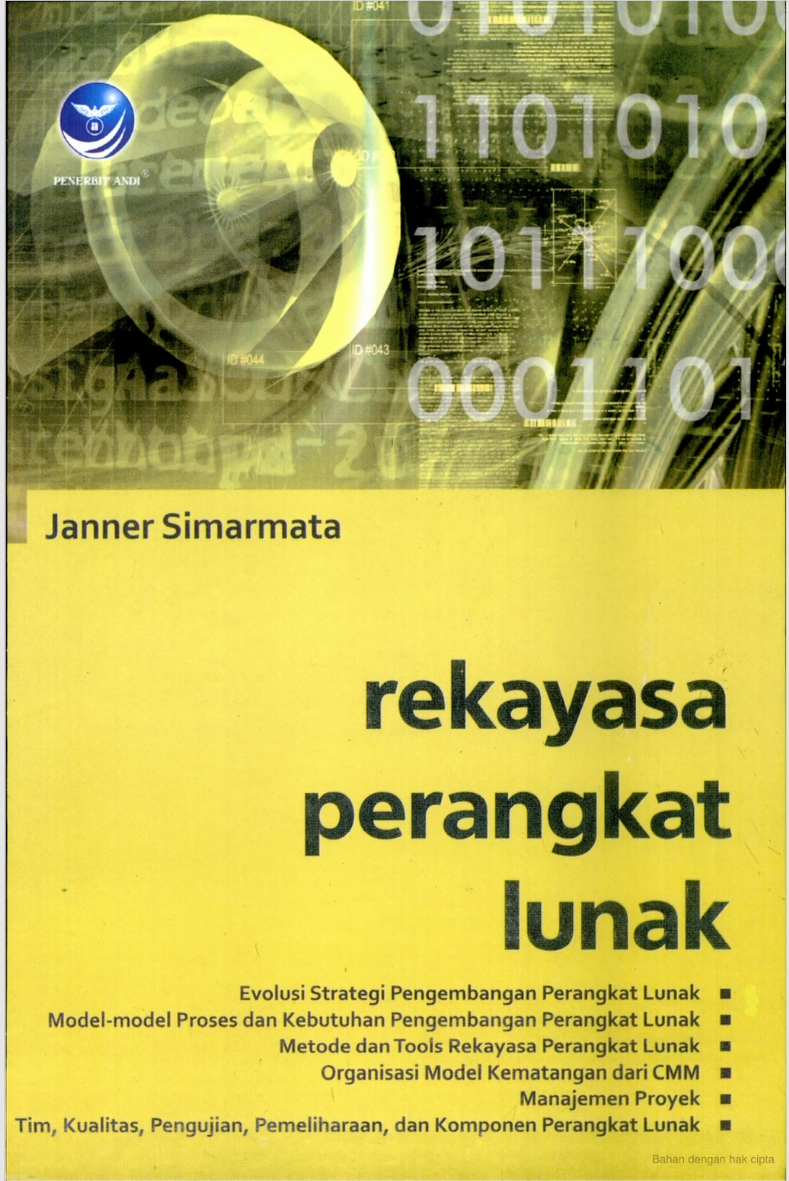 ID #041
0101010
1101010
PENERBIT ANDI®
1011100
ID #043
ID #044
0001101
Janner Simarmata
rekayasa
perangkat
lunak
Evolusi Strategi Pengembangan Perangkat Lunak ■
Model-model Proses dan Kebutuhan Pengembangan Perangkat Lunak ■
Metode dan Tools Rekayasa Perangkat Lunak ■
Organisasi Model Kematangan dari CMM ■
Manajemen Proyek ■
Tim, Kualitas, Pengujian, Pemeliharaan, dan Komponen Perangkat Lunak ■
Bahan dengan hak cipta